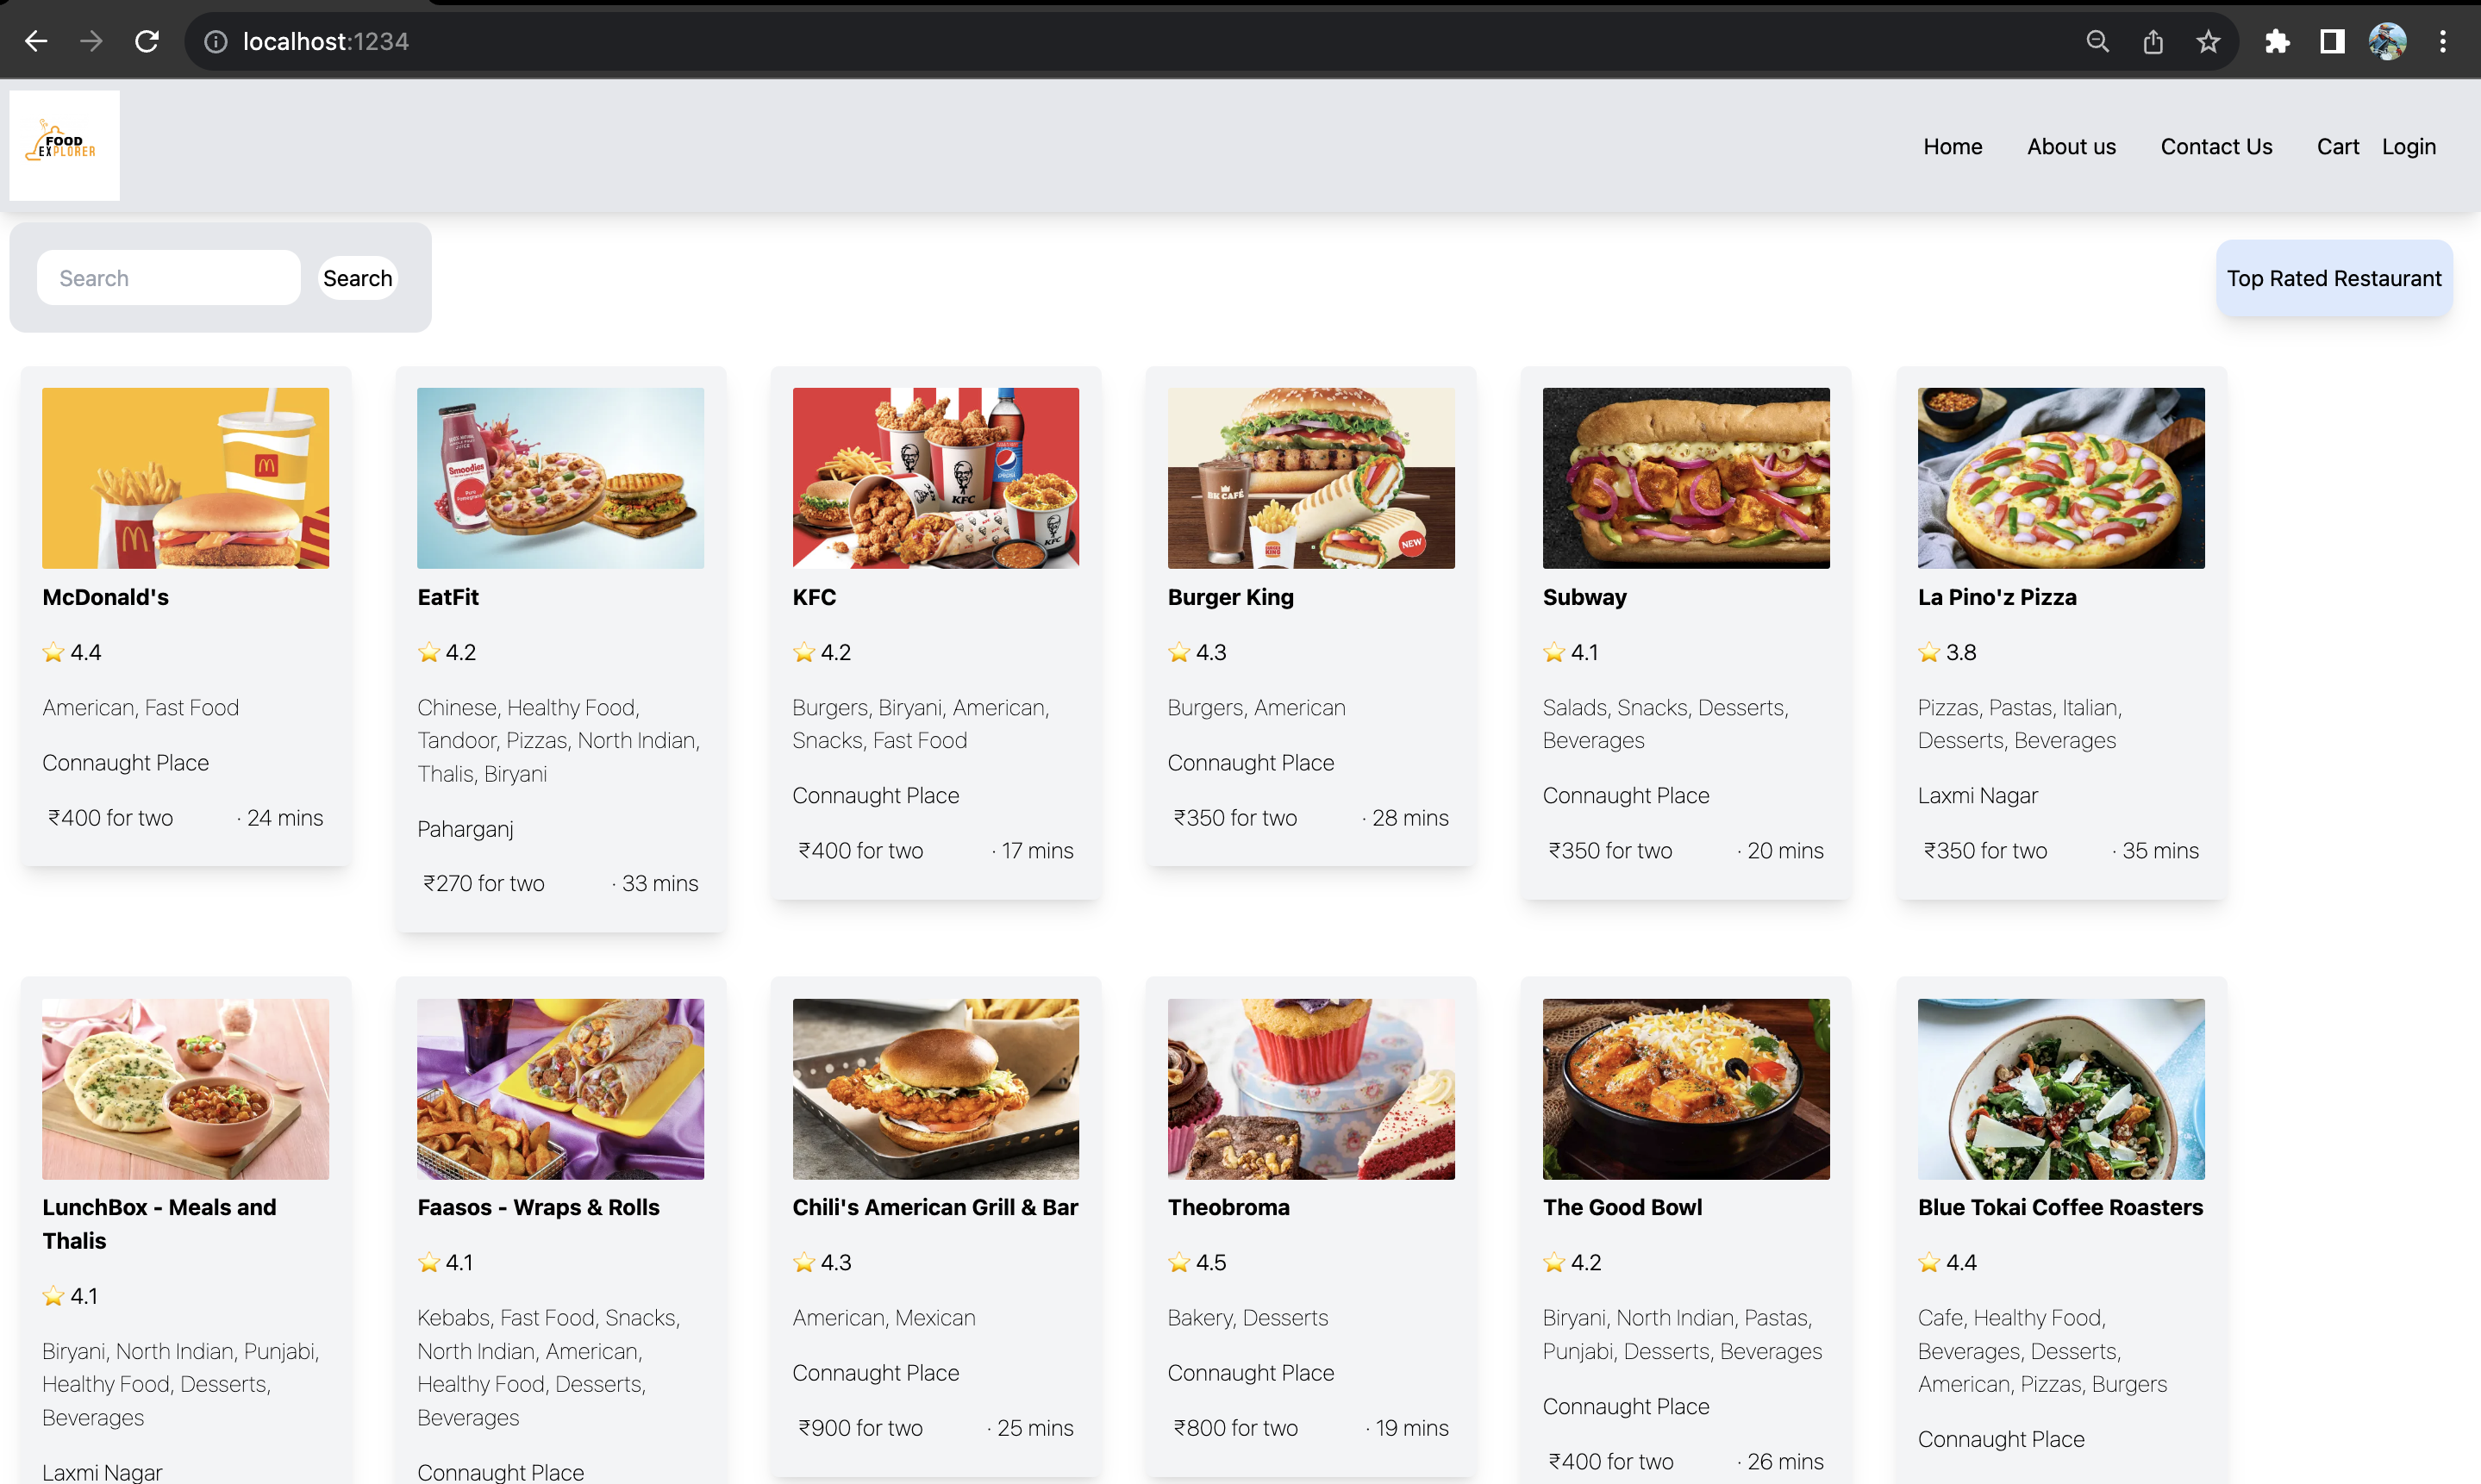 localhost:1234
FOOD
EXPLORER
Home
About us
Contact Us
Cart
Login
Search
Search
Top Rated Restaurant
McDonald's
⭐ 4.4
American, Fast Food
Connaught Place
₹400 for two · 24 mins
Smoodies
EatFit
⭐ 4.2
Chinese, Healthy Food,
Tandoor, Pizzas, North Indian,
Thalis, Biryani
Paharganj
₹270 for two · 33 mins
KFC
KFC
KFC
⭐ 4.2
Burgers, Biryani, American,
Snacks, Fast Food
Connaught Place
₹400 for two · 17 mins
BK CAFÉ
NEW
Burger King
⭐ 4.3
Burgers, American
Connaught Place
₹350 for two · 28 mins
Subway
⭐ 4.1
Salads, Snacks, Desserts,
Beverages
Connaught Place
₹350 for two · 20 mins
La Pino'z Pizza
⭐ 3.8
Pizzas, Pastas, Italian,
Desserts, Beverages
Laxmi Nagar
₹350 for two · 35 mins
LunchBox - Meals and
Thalis
⭐ 4.1
Biryani, North Indian, Punjabi,
Healthy Food, Desserts,
Beverages
Laxmi Nagar
Faasos - Wraps & Rolls
⭐ 4.1
Kebabs, Fast Food, Snacks,
North Indian, American,
Healthy Food, Desserts,
Beverages
Connaught Place
Chili's American Grill & Bar
⭐ 4.3
American, Mexican
Connaught Place
₹900 for two · 25 mins
Theobroma
⭐ 4.5
Bakery, Desserts
Connaught Place
₹800 for two · 19 mins
The Good Bowl
⭐ 4.2
Biryani, North Indian, Pastas,
Punjabi, Desserts, Beverages
Connaught Place
₹400 for two · 26 mins
Blue Tokai Coffee Roasters
⭐ 4.4
Cafe, Healthy Food,
Beverages, Desserts,
American, Pizzas, Burgers
Connaught Place